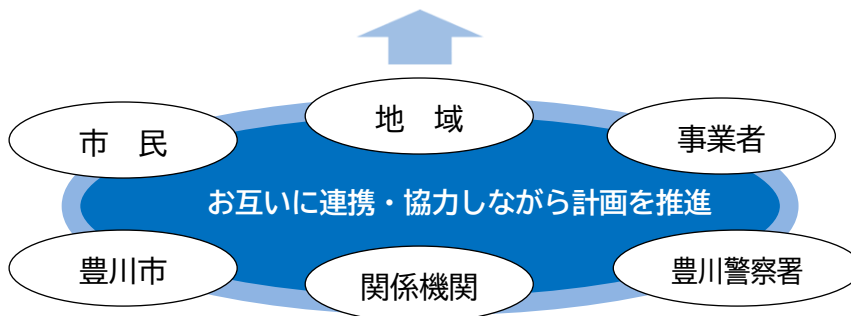 地　域
市　民
事業者
お互いに連携・協力しながら計画を推進
豊川市
関係機関
豊川警察署